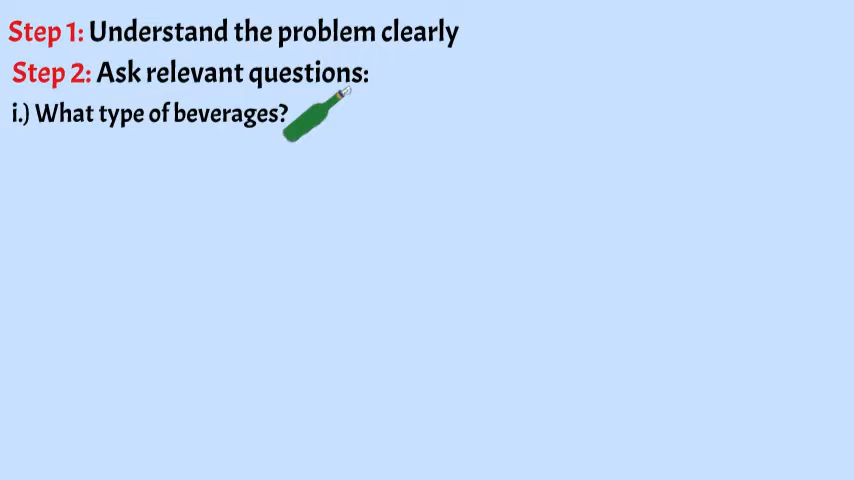 Step 1: Understand the problem clearly
Step 2: Ask relevant questions:
i.) What type of beverages?